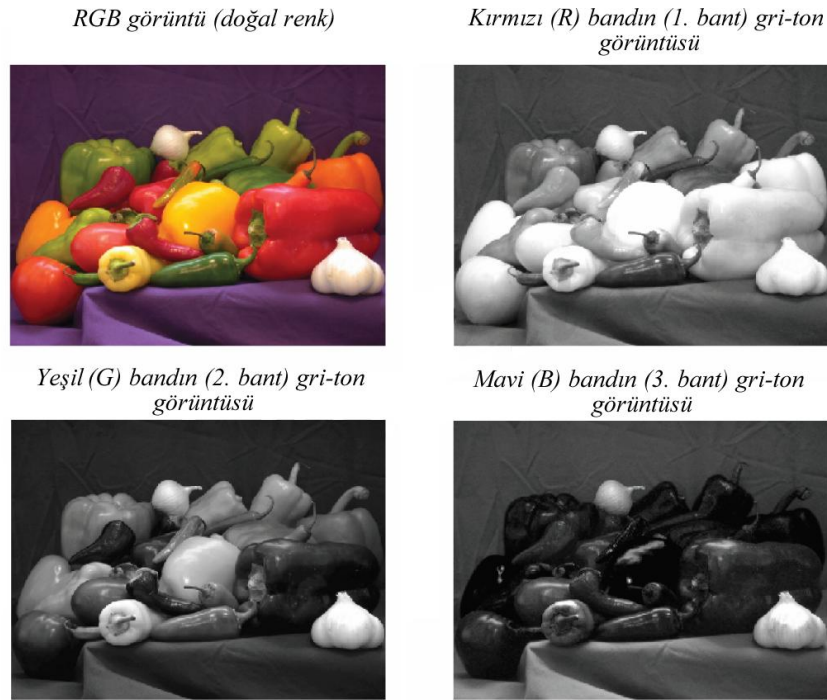 RGB görüntü (doğal renk)
Kırmızı (R) bandın (1. bant) gri-ton
görüntüsü
Yeşil (G) bandın (2. bant) gri-ton
görüntüsü
Mavi (B) bandın (3. bant) gri-ton
görüntüsü